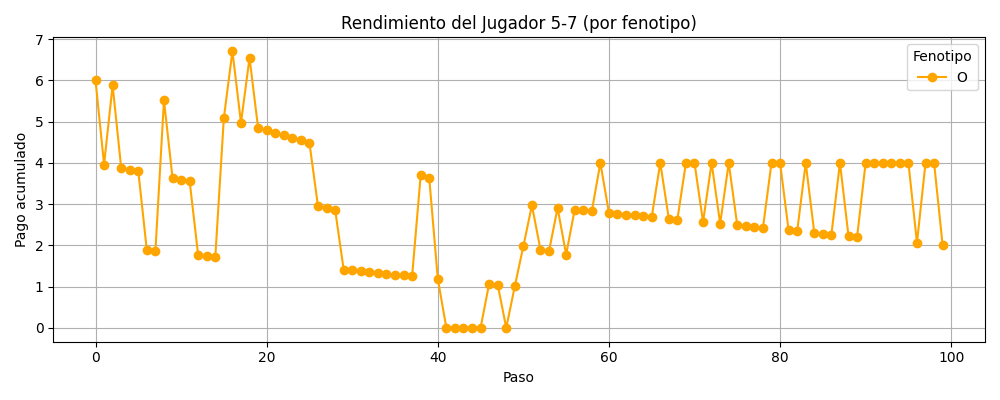 Rendimiento del Jugador 5-7 (por fenotipo)
Pago acumulado
7
6
5
4
3
2
1
0
Fenotipo
O
0 20 40 60 80 100
Paso